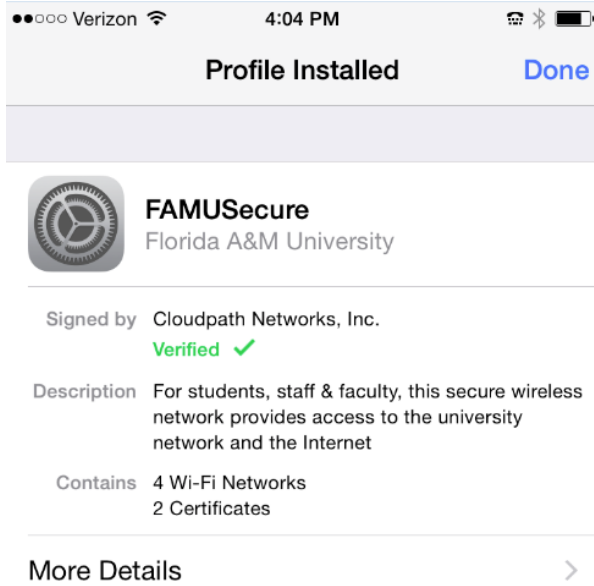 Verizon 4:04 PM
Profile Installed Done
FAMUSecure
Florida A&M University
Signed by Cloudpath Networks, Inc.
Verified
Description For students, staff & faculty, this secure wireless
network provides access to the university
network and the Internet
Contains 4 Wi-Fi Networks
2 Certificates
More Details